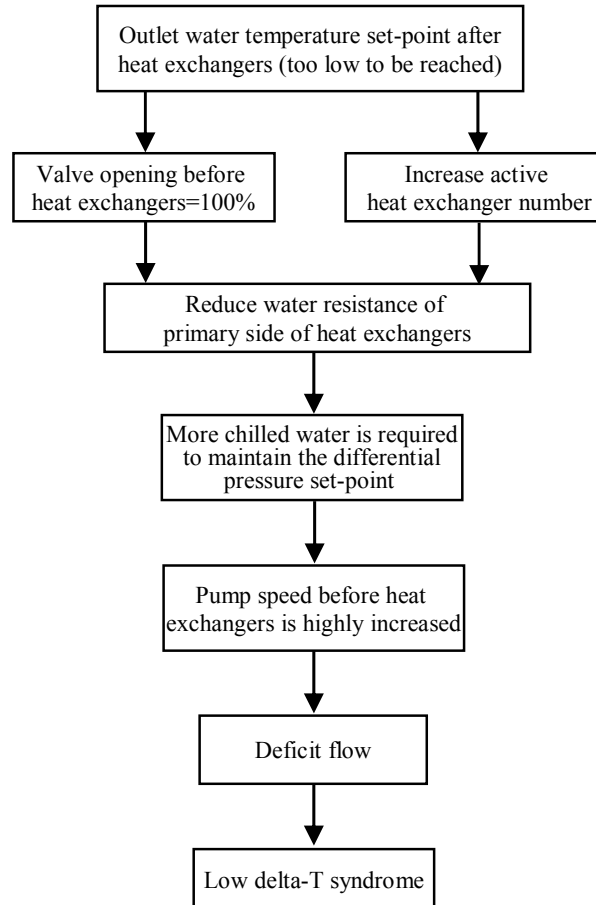 Outlet water temperature set-point after
heat exchangers (too low to be reached)
Valve opening before
heat exchangers=100%
Increase active
heat exchanger number
Reduce water resistance of
primary side of heat exchangers
More chilled water is required
to maintain the differential
pressure set-point
Pump speed before heat
exchangers is highly increased
Deficit flow
Low delta-T syndrome